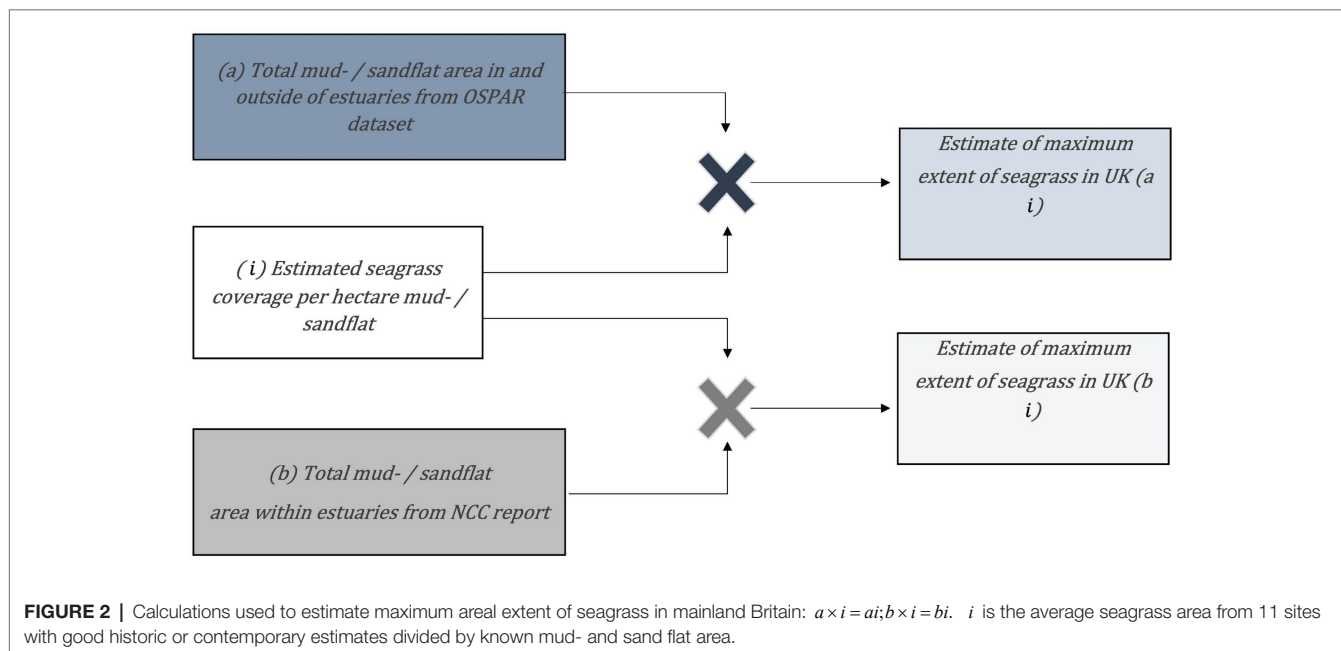 (a) Total mud- / sandflat area in and
outside of estuaries from OSPAR
dataset
Estimate of maximum
extent of seagrass in UK (a
i)
(i) Estimated seagrass
coverage per hectare mud- /
sandflat
Estimate of maximum
extent of seagrass in UK (b
i)
(b) Total mud- / sandflat
area within estuaries from NCC report
FIGURE 2 | Calculations used to estimate maximum areal extent of seagrass in mainland Britain: a × i = ai; b × i = bi. i is the average seagrass area from 11 sites
with good historic or contemporary estimates divided by known mud- and sand flat area.